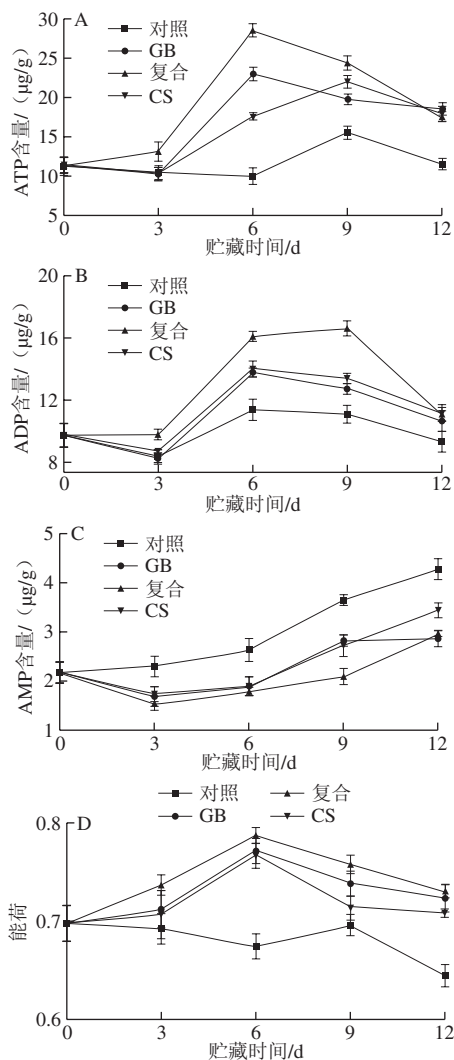 A
对照
GB
复合
CS
ATP含量/（μg/g）
30
25
20
15
10
5
0 3 6 9 12
贮藏时间/d
B
对照
GB
复合
CS
ADP含量/（μg/g）
20
16
12
8
0 3 6 9 12
贮藏时间/d
C
对照
GB
复合
CS
AMP含量/（μg/g）
5
4
3
2
1
0 3 6 9 12
贮藏时间/d
对照 复合
GB CS
D
能荷
0.8
0.7
0.6
0 3 6 9 12
贮藏时间/d